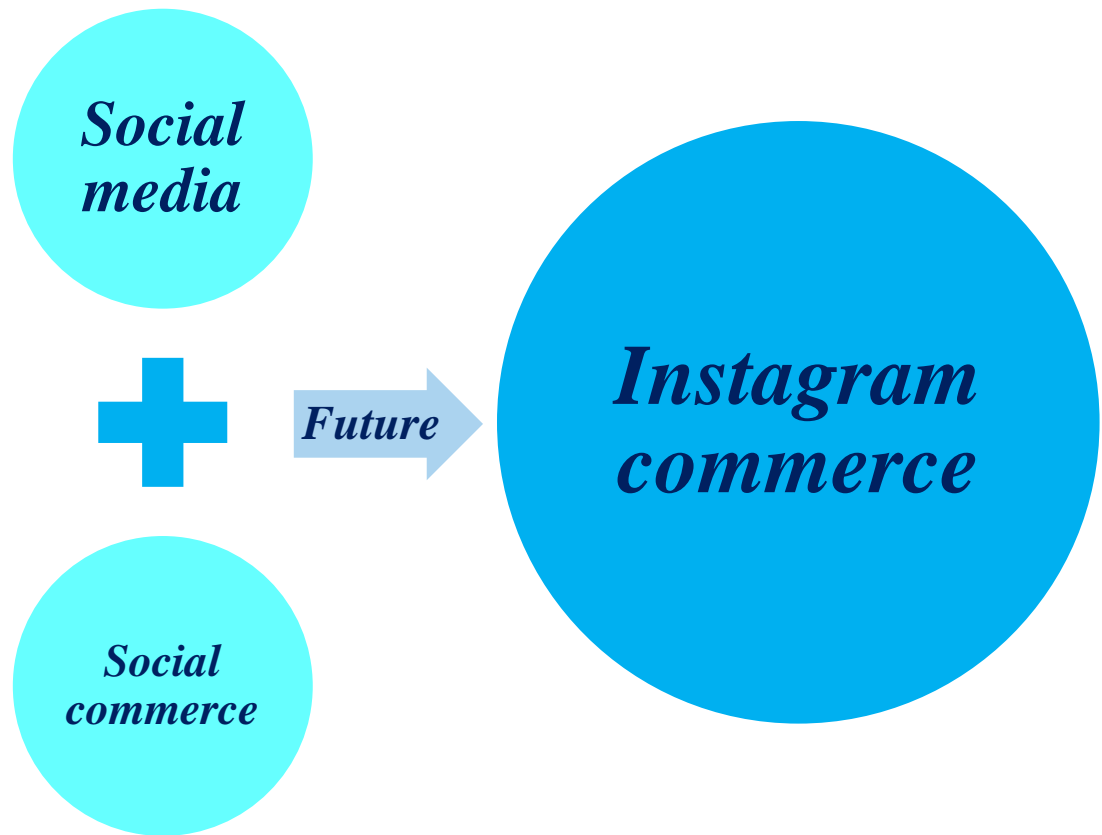 Social
media
Future
Instagram
commerce
Social
commerce